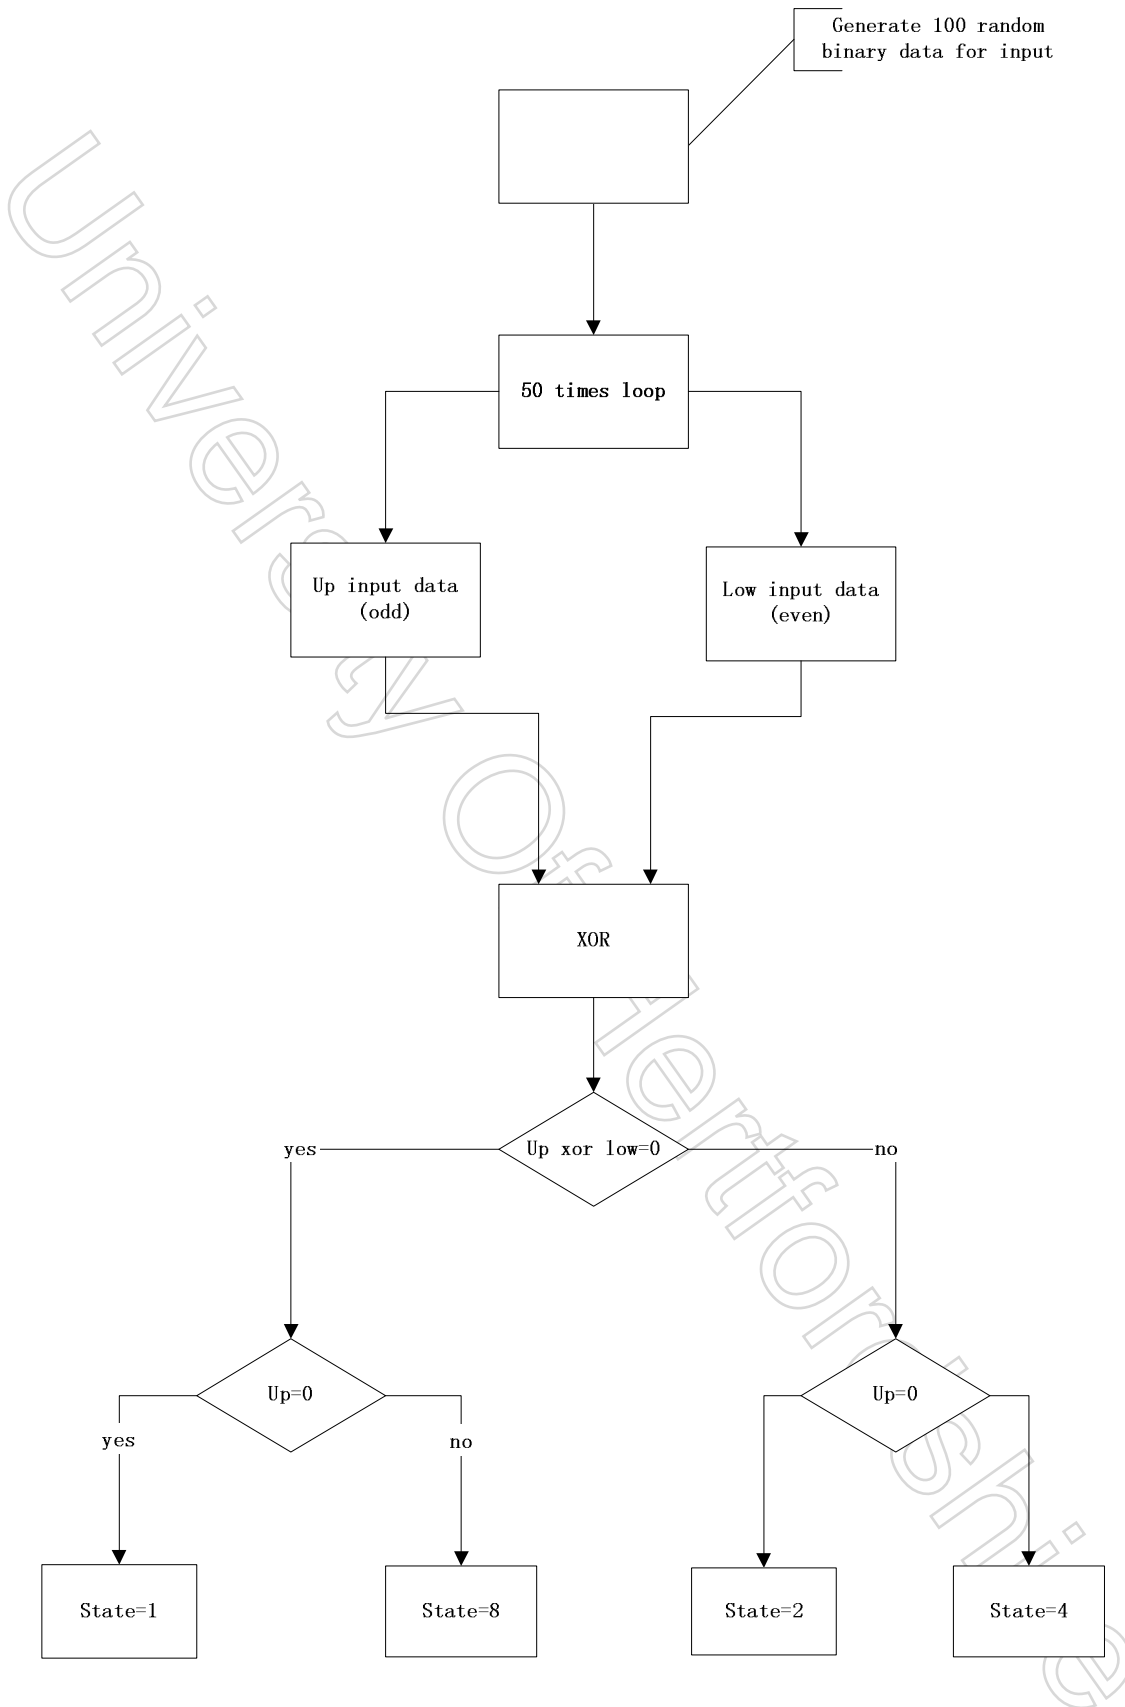 Generate 100 random
binary data for input
50 times loop
Up input data
(odd)
Low input data
(even)
XOR
Up xor low=0
yes
no
Up=0
Up=0
yes
no
State=1
State=8
State=2
State=4
University Of Hertfordshire